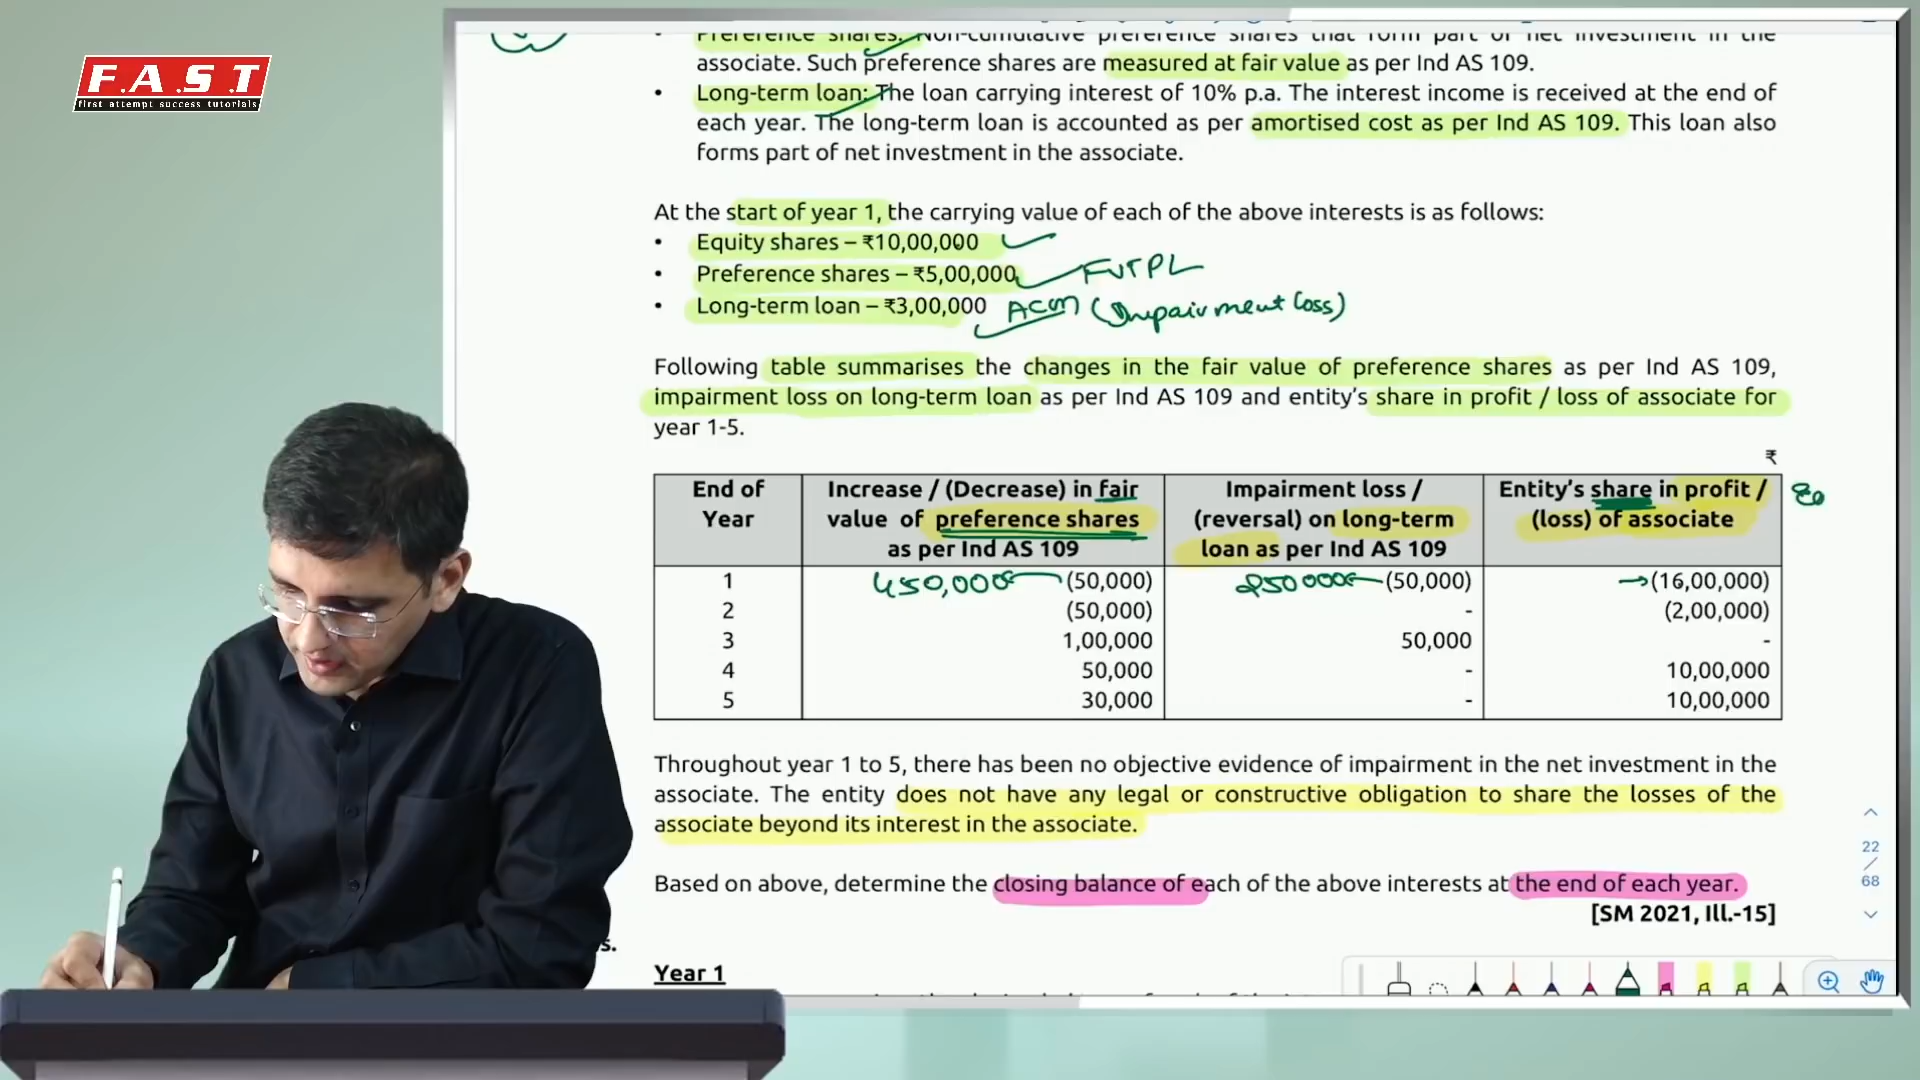 F.A.S.T
first attempt success tutorials
• Preference shares: Non-cumulative preference shares that form part of net investment in the
associate. Such preference shares are measured at fair value as per Ind AS 109.
• Long-term loan: The loan carrying interest of 10% p.a. The interest income is received at the end of
each year. The long-term loan is accounted as per amortised cost as per Ind AS 109. This loan also
forms part of net investment in the associate.
At the start of year 1, the carrying value of each of the above interests is as follows:
• Equity shares – ₹10,00,000
• Preference shares – ₹5,00,000 FVTPL
• Long-term loan – ₹3,00,000 ACM (Impairment loss)
Following table summarises the changes in the fair value of preference shares as per Ind AS 109,
impairment loss on long-term loan as per Ind AS 109 and entity's share in profit / loss of associate for
year 1-5.
₹
End of Year Increase / (Decrease) in fair value of preference shares as per Ind AS 109 Impairment loss / (reversal) on long-term loan as per Ind AS 109 Entity's share in profit / (loss) of associate
1 450,000 (50,000) 250000 (50,000) →(16,00,000)
2 (50,000) - (2,00,000)
3 1,00,000 50,000 -
4 50,000 - 10,00,000
5 30,000 - 10,00,000
Throughout year 1 to 5, there has been no objective evidence of impairment in the net investment in the
associate. The entity does not have any legal or constructive obligation to share the losses of the
associate beyond its interest in the associate.
Based on above, determine the closing balance of each of the above interests at the end of each year.
[SM 2021, Ill.-15]
s.
Year 1
22
/
68